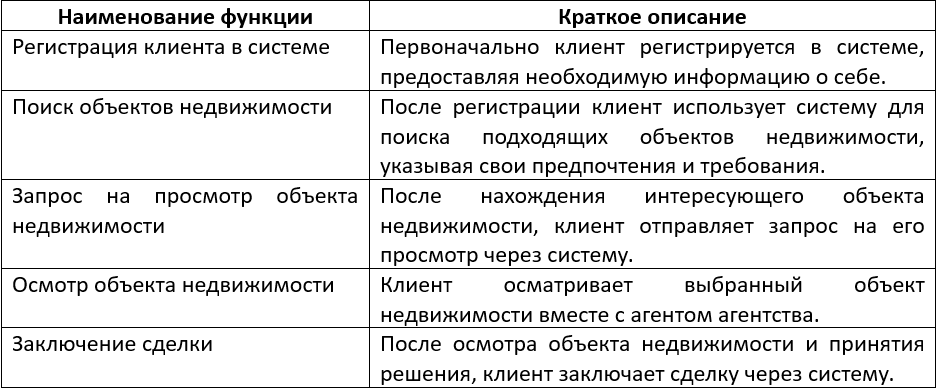 Наименование функции
Краткое описание
Регистрация клиента в системе
Первоначально клиент регистрируется в системе,
предоставляя необходимую информацию о себе.
Поиск объектов недвижимости
После регистрации клиент использует систему для
поиска подходящих объектов недвижимости,
указывая свои предпочтения и требования.
Запрос на просмотр объекта
недвижимости
После нахождения интересующего объекта
недвижимости, клиент отправляет запрос на его
просмотр через систему.
Осмотр объекта недвижимости
Клиент осматривает выбранный объект
недвижимости вместе с агентом агентства.
Заключение сделки
После осмотра объекта недвижимости и принятия
решения, клиент заключает сделку через систему.